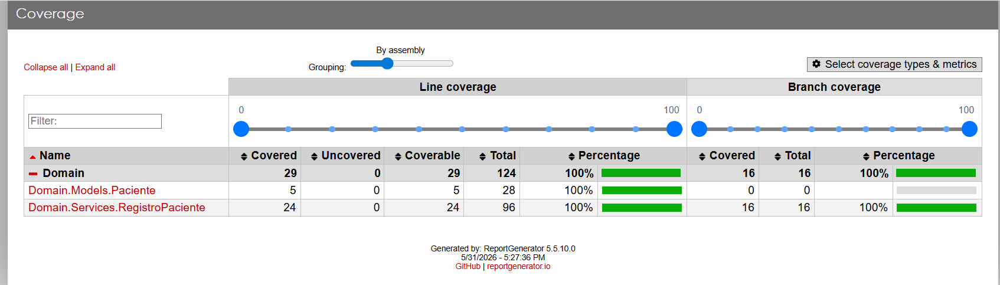 Coverage
By assembly
Collapse all | Expand all
Grouping:
Select coverage types & metrics
Line coverage
Branch coverage
Filter:
0
100
0
100
Name Covered Uncovered Coverable Total Percentage Covered Total Percentage
Domain 29 0 29 124 100% 16 16 100%
Domain.Models.Paciente 5 0 5 28 100% 0 0
Domain.Services.RegistroPaciente 24 0 24 96 100% 16 16 100%
Generated by: ReportGenerator 5.5.10.0
5/31/2026 - 5:27:36 PM
GitHub | reportgenerator.io